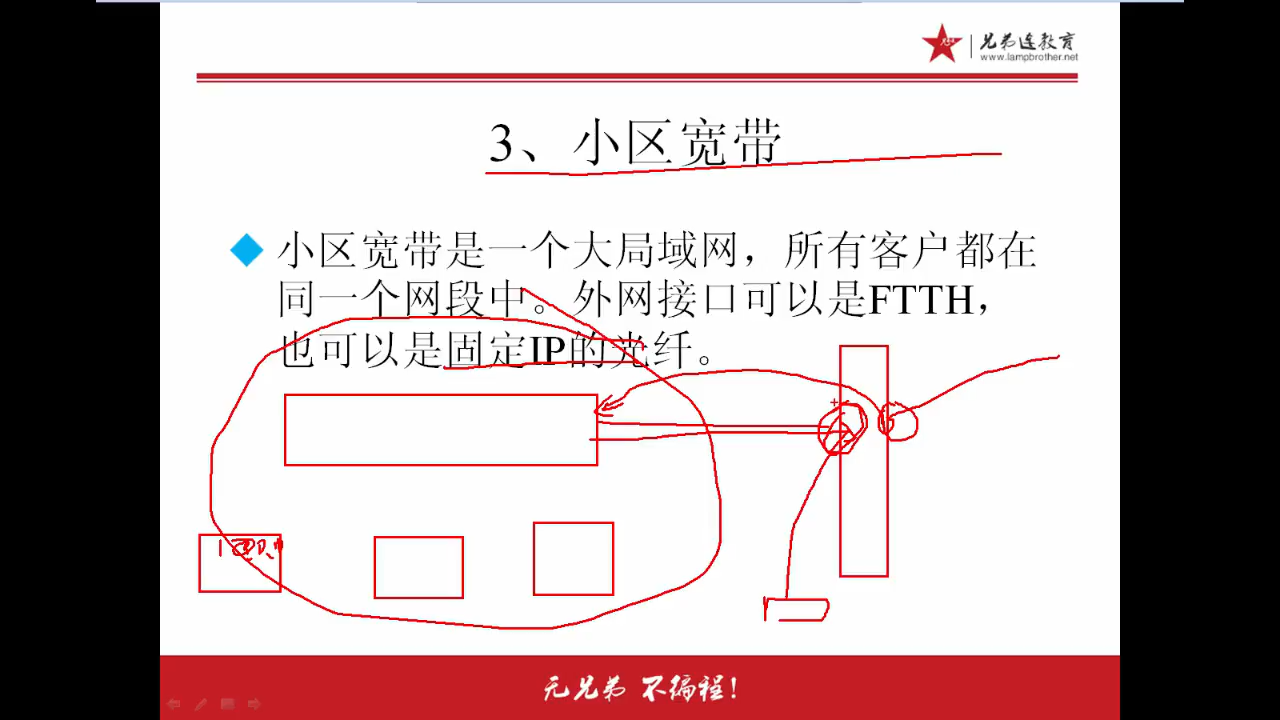 兄弟连教育
www.lampbrother.net
3、小区宽带
小区宽带是一个大局域网，所有客户都在
同一个网段中。外网接口可以是FTTH，
也可以是固定IP的光纤。
无兄弟 不编程！